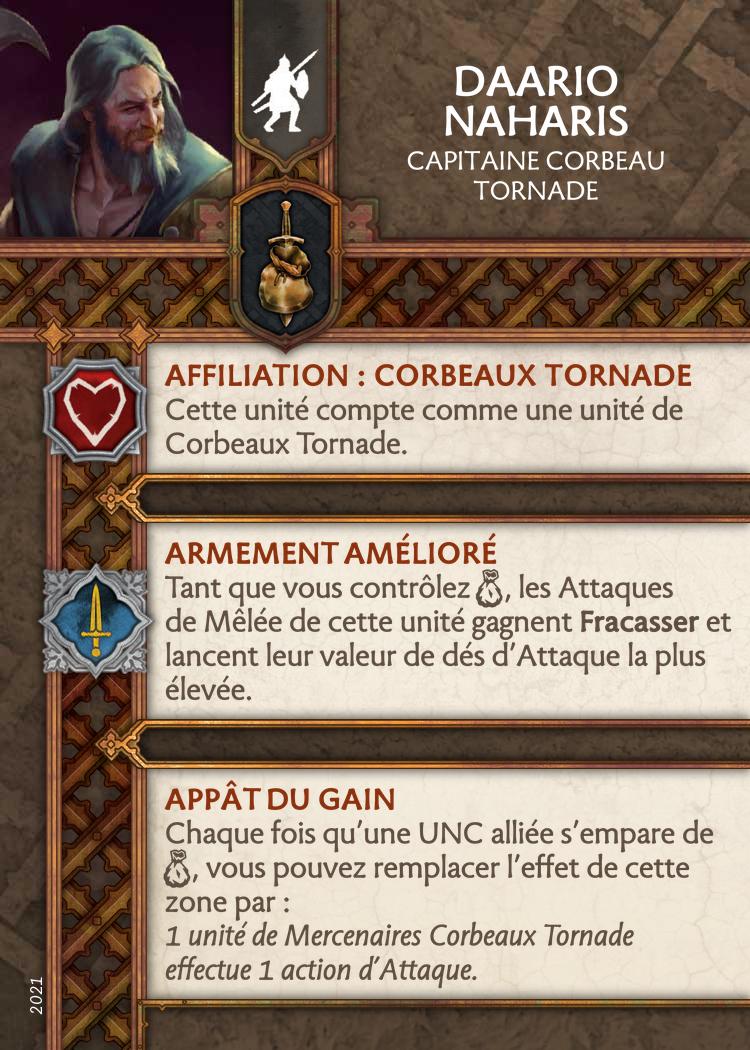 DAARIO
NAHARIS
CAPITAINE CORBEAU
TORNADE
AFFILIATION : CORBEAUX TORNADE
Cette unité compte comme une unité de
Corbeaux Tornade.
ARMEMENT AMÉLIORÉ
Tant que vous contrôlez , les Attaques
de Mêlée de cette unité gagnent Fracasser et
lancent leur valeur de dés d’Attaque la plus
élevée.
APPÂT DU GAIN
Chaque fois qu’une UNC alliée s’empare de
, vous pouvez remplacer l’effet de cette
zone par :
1 unité de Mercenaires Corbeaux Tornade
effectue 1 action d’Attaque.
2021